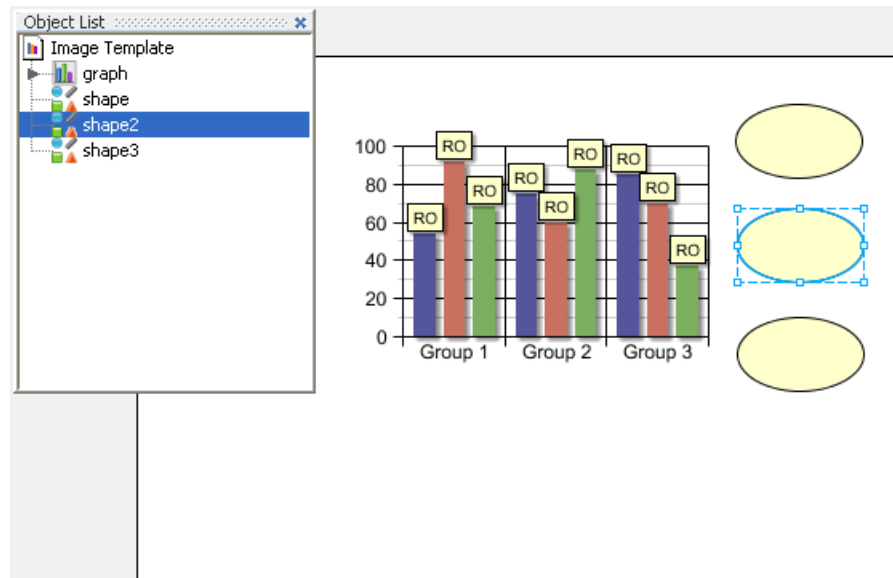 Object List
Image Template
graph
shape
shape2
shape3
100
80
60
40
20
0
RO
RO
RO
RO
RO
RO
RO
RO
RO
Group 1 Group 2 Group 3